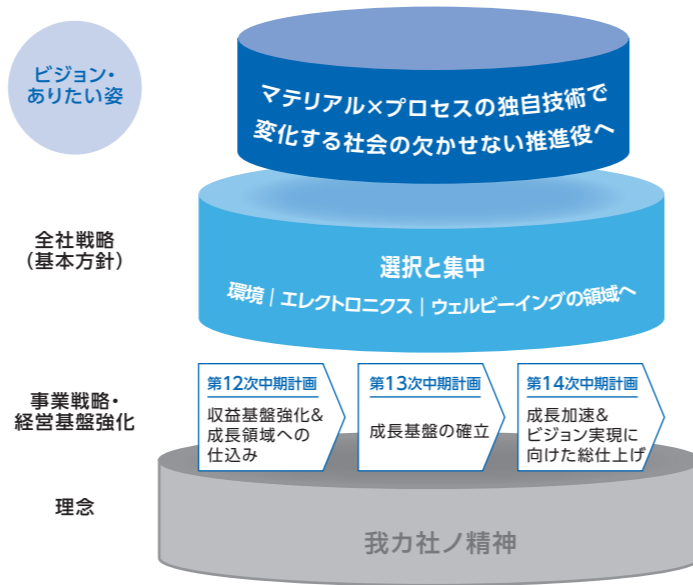 ビジョン・
ありたい姿
マテリアル×プロセスの独自技術で
変化する社会の欠かせない推進役へ
全社戦略
(基本方針)
選択と集中
環境｜エレクトロニクス｜ウェルビーイングの領域へ
事業戦略・
経営基盤強化
第12次中期計画
収益基盤強化&
成長領域への
仕込み
第13次中期計画
成長基盤の確立
第14次中期計画
成長加速&
ビジョン実現に
向けた総仕上げ
理念
我カ社ノ精神